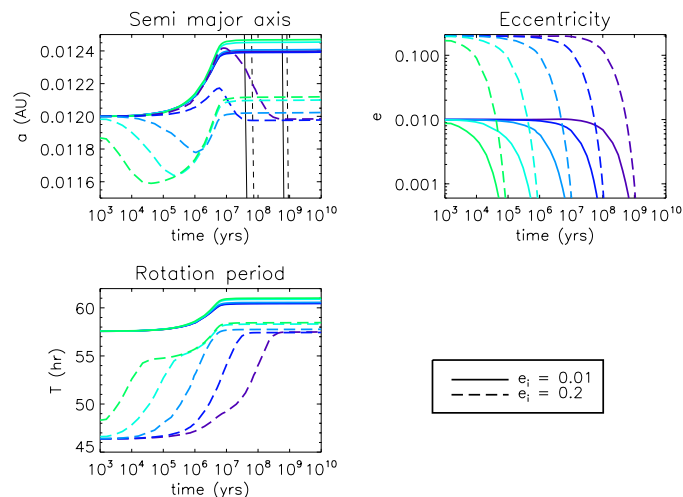 Semi major axis
a (AU)
0.0124
0.0122
0.0120
0.0118
0.0116
10³ 10⁴ 10⁵ 10⁶ 10⁷ 10⁸ 10⁹ 10¹⁰
time (yrs)
Eccentricity
e
0.100
0.010
0.001
10³ 10⁴ 10⁵ 10⁶ 10⁷ 10⁸ 10⁹ 10¹⁰
time (yrs)
Rotation period
T (hr)
60
55
50
45
10³ 10⁴ 10⁵ 10⁶ 10⁷ 10⁸ 10⁹ 10¹⁰
time (yrs)
eᵢ = 0.01
eᵢ = 0.2